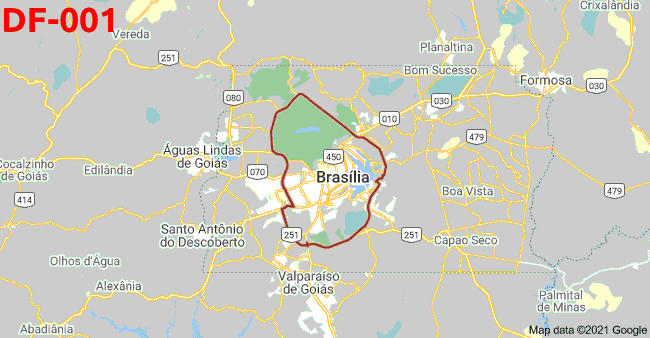 DF-001
Crixalândia
Vereda
Planaltina
251
Bom Sucesso
Formosa
080
030
030
010
479
Águas Lindas
de Goiás
450
Cocalzinho
de Goiás
Edilândia
070
Brasília
414
Boa Vista
479
Santo Antônio
do Descoberto
251
251
Capao Seco
Olhos d'Água
Valparaíso
de Goiás
Alexânia
Palmital
de Minas
Abadiânia
Map data ©2021 Google